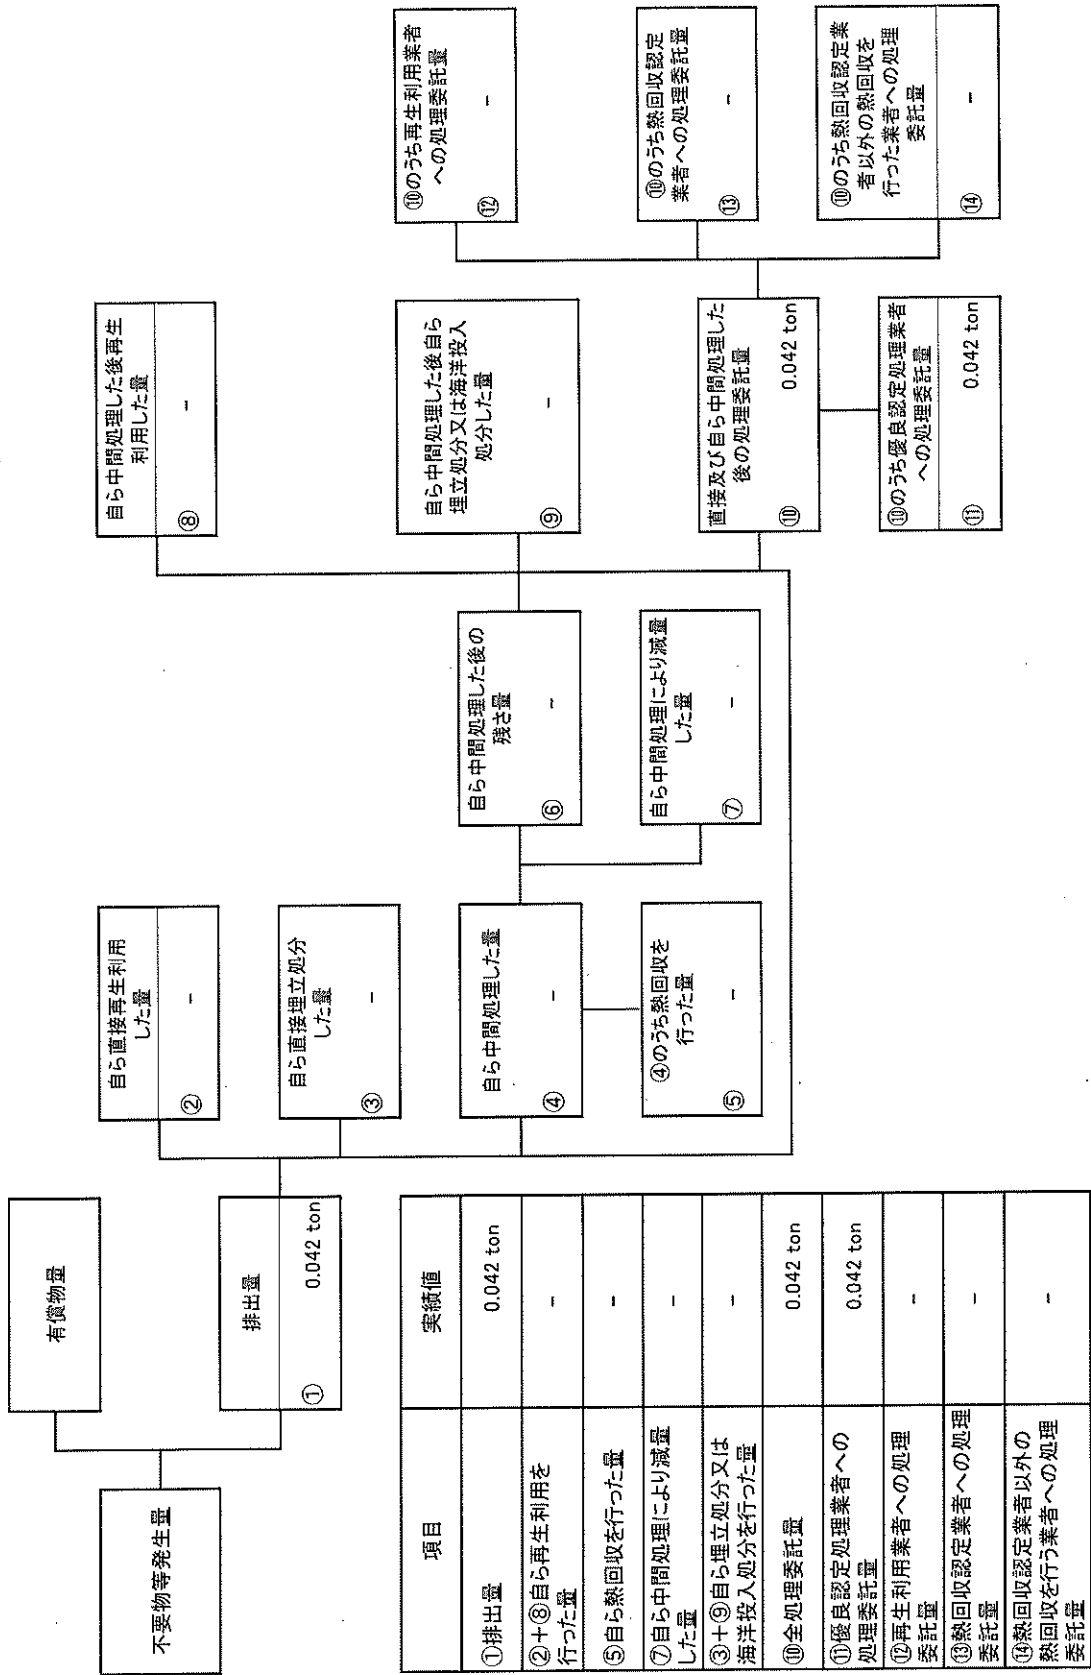 不要物等発生量
有償物量
排出量
① 0.042 ton
自ら直接再生利用
した量
② -
自ら直接埋立処分
した量
③ -
自ら中間処理した量
④ -
④のうち熱回収を
行った量
⑤ -
自ら中間処理した後の
残さ量
⑥ -
自ら中間処理により減量
した量
⑦ -
自ら中間処理した後再生
利用した量
⑧ -
自ら中間処理した後自ら
埋立処分又は海洋投入
処分した量
⑨ -
直接及び自ら中間処理した
後の処理委託量
⑩ 0.042 ton
⑩のうち優良認定処理業者
への処理委託量
⑪ 0.042 ton
⑩のうち再生利用業者
への処理委託量
⑫ -
⑩のうち熱回収認定
業者への処理委託量
⑬ -
⑩のうち熱回収認定業
者以外の熱回収を
行った業者への処理
委託量
⑭ -
項目 実績値
①排出量 0.042 ton
②+⑧自ら再生利用を
行った量 -
⑤自ら熱回収を行った量 -
⑦自ら中間処理により減量
した量 -
③+⑨自ら埋立処分又は
海洋投入処分を行った量 -
⑩全処理委託量 0.042 ton
⑪優良認定処理業者への
処理委託量 0.042 ton
⑫再生利用業者への処理
委託量 -
⑬熱回収認定業者への処理
委託量 -
⑭熱回収認定業者以外の
熱回収を行う業者への処理
委託量 -